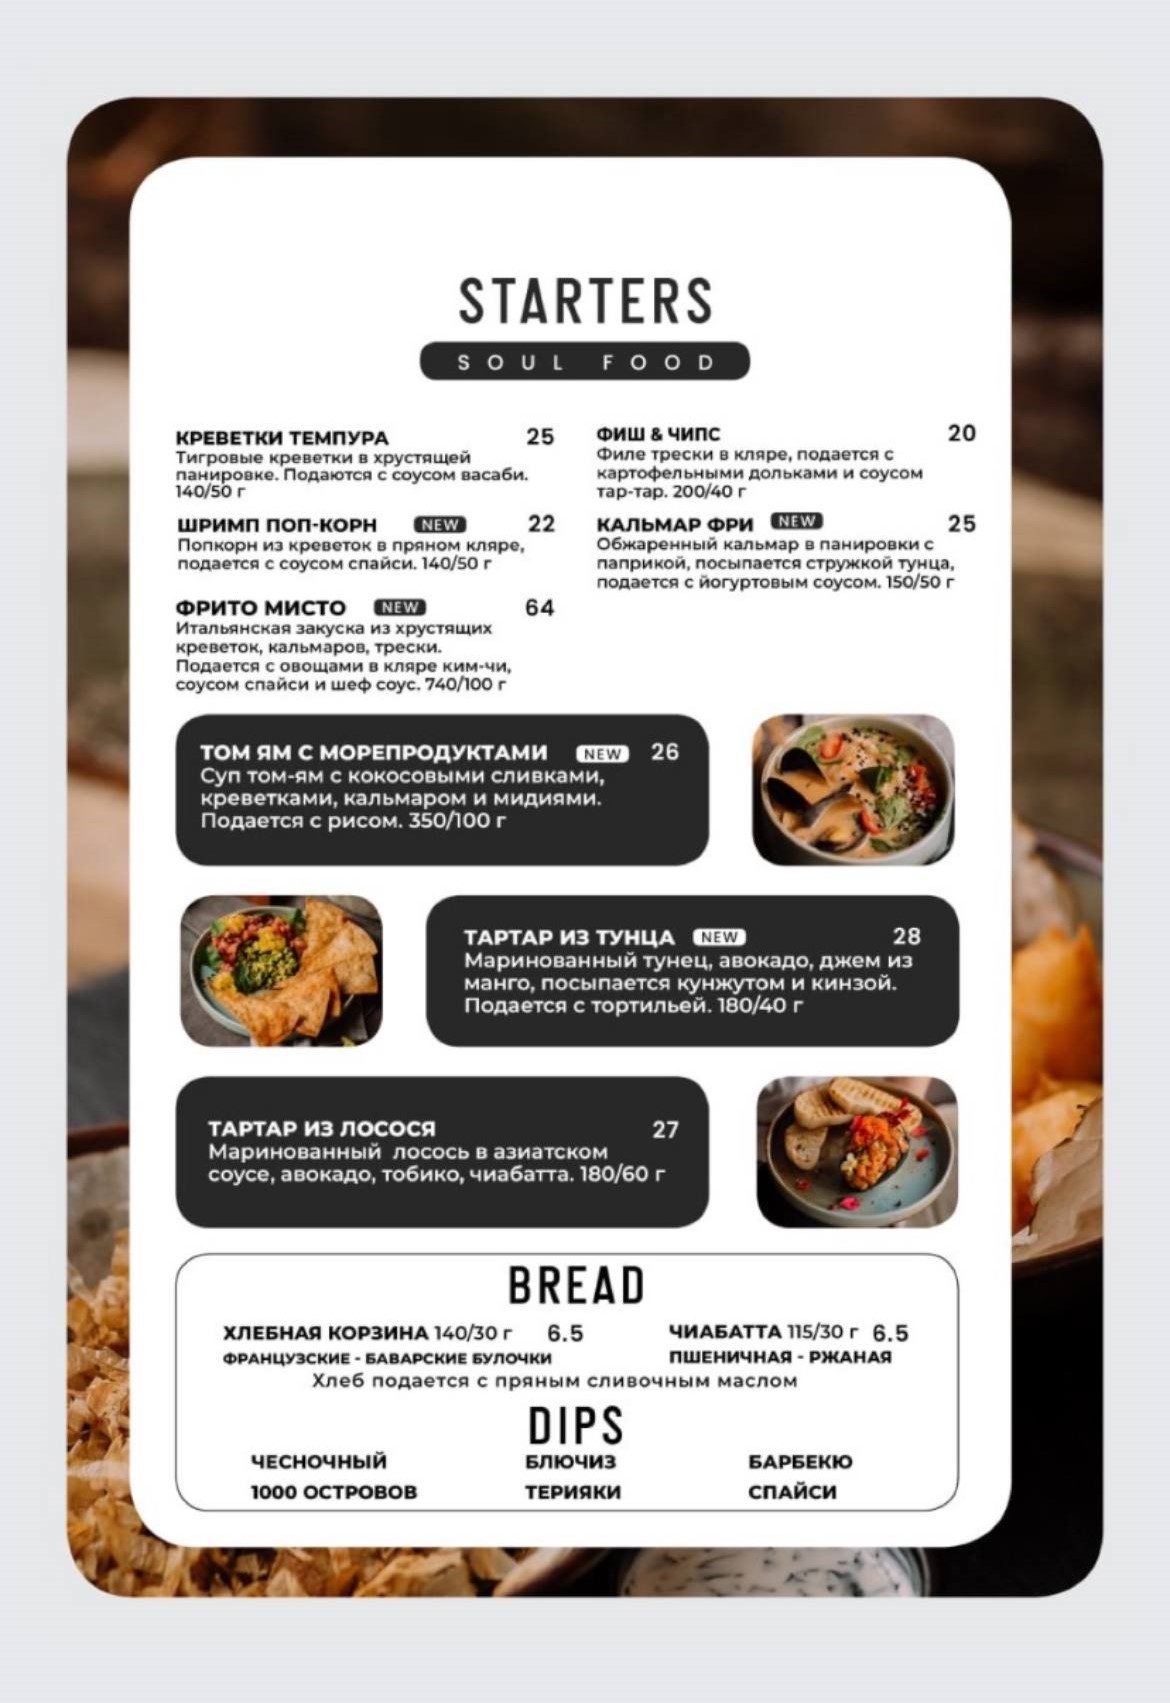 STARTERS
SOUL FOOD
КРЕВЕТКИ ТЕМПУРА 25
Тигровые креветки в хрустящей
панировке. Подаются с соусом васаби.
140/50 г
ШРИМП ПОП-КОРН NEW 22
Попкорн из креветок в пряном кляре,
подается с соусом спайси. 140/50 г
ФРИТО МИСТО NEW 64
Итальянская закуска из хрустящих
креветок, кальмаров, трески.
Подается с овощами в кляре ким-чи,
соусом спайси и шеф соус. 740/100 г
ФИШ & ЧИПС 20
Филе трески в кляре, подается с
картофельными дольками и соусом
тар-тар. 200/40 г
КАЛЬМАР ФРИ NEW 25
Обжаренный кальмар в панировки с
паприкой, посыпается стружкой тунца,
подается с йогуртовым соусом. 150/50 г
ТОМ ЯМ С МОРЕПРОДУКТАМИ NEW 26
Суп том-ям с кокосовыми сливками,
креветками, кальмаром и мидиями.
Подается с рисом. 350/100 г
ТАРТАР ИЗ ТУНЦА NEW 28
Маринованный тунец, авокадо, джем из
манго, посыпается кунжутом и кинзой.
Подается с тортильей. 180/40 г
ТАРТАР ИЗ ЛОСОСЯ 27
Маринованный лосось в азиатском
соусе, авокадо, тобико, чиабатта. 180/60 г
BREAD
ХЛЕБНАЯ КОРЗИНА 140/30 г 6.5
ФРАНЦУЗСКИЕ - БАВАРСКИЕ БУЛОЧКИ
ЧИАБАТТА 115/30 г 6.5
ПШЕНИЧНАЯ - РЖАНАЯ
Хлеб подается с пряным сливочным маслом
DIPS
ЧЕСНОЧНЫЙ БЛЮЧИЗ БАРБЕКЮ
1000 ОСТРОВОВ ТЕРИЯКИ СПАЙСИ